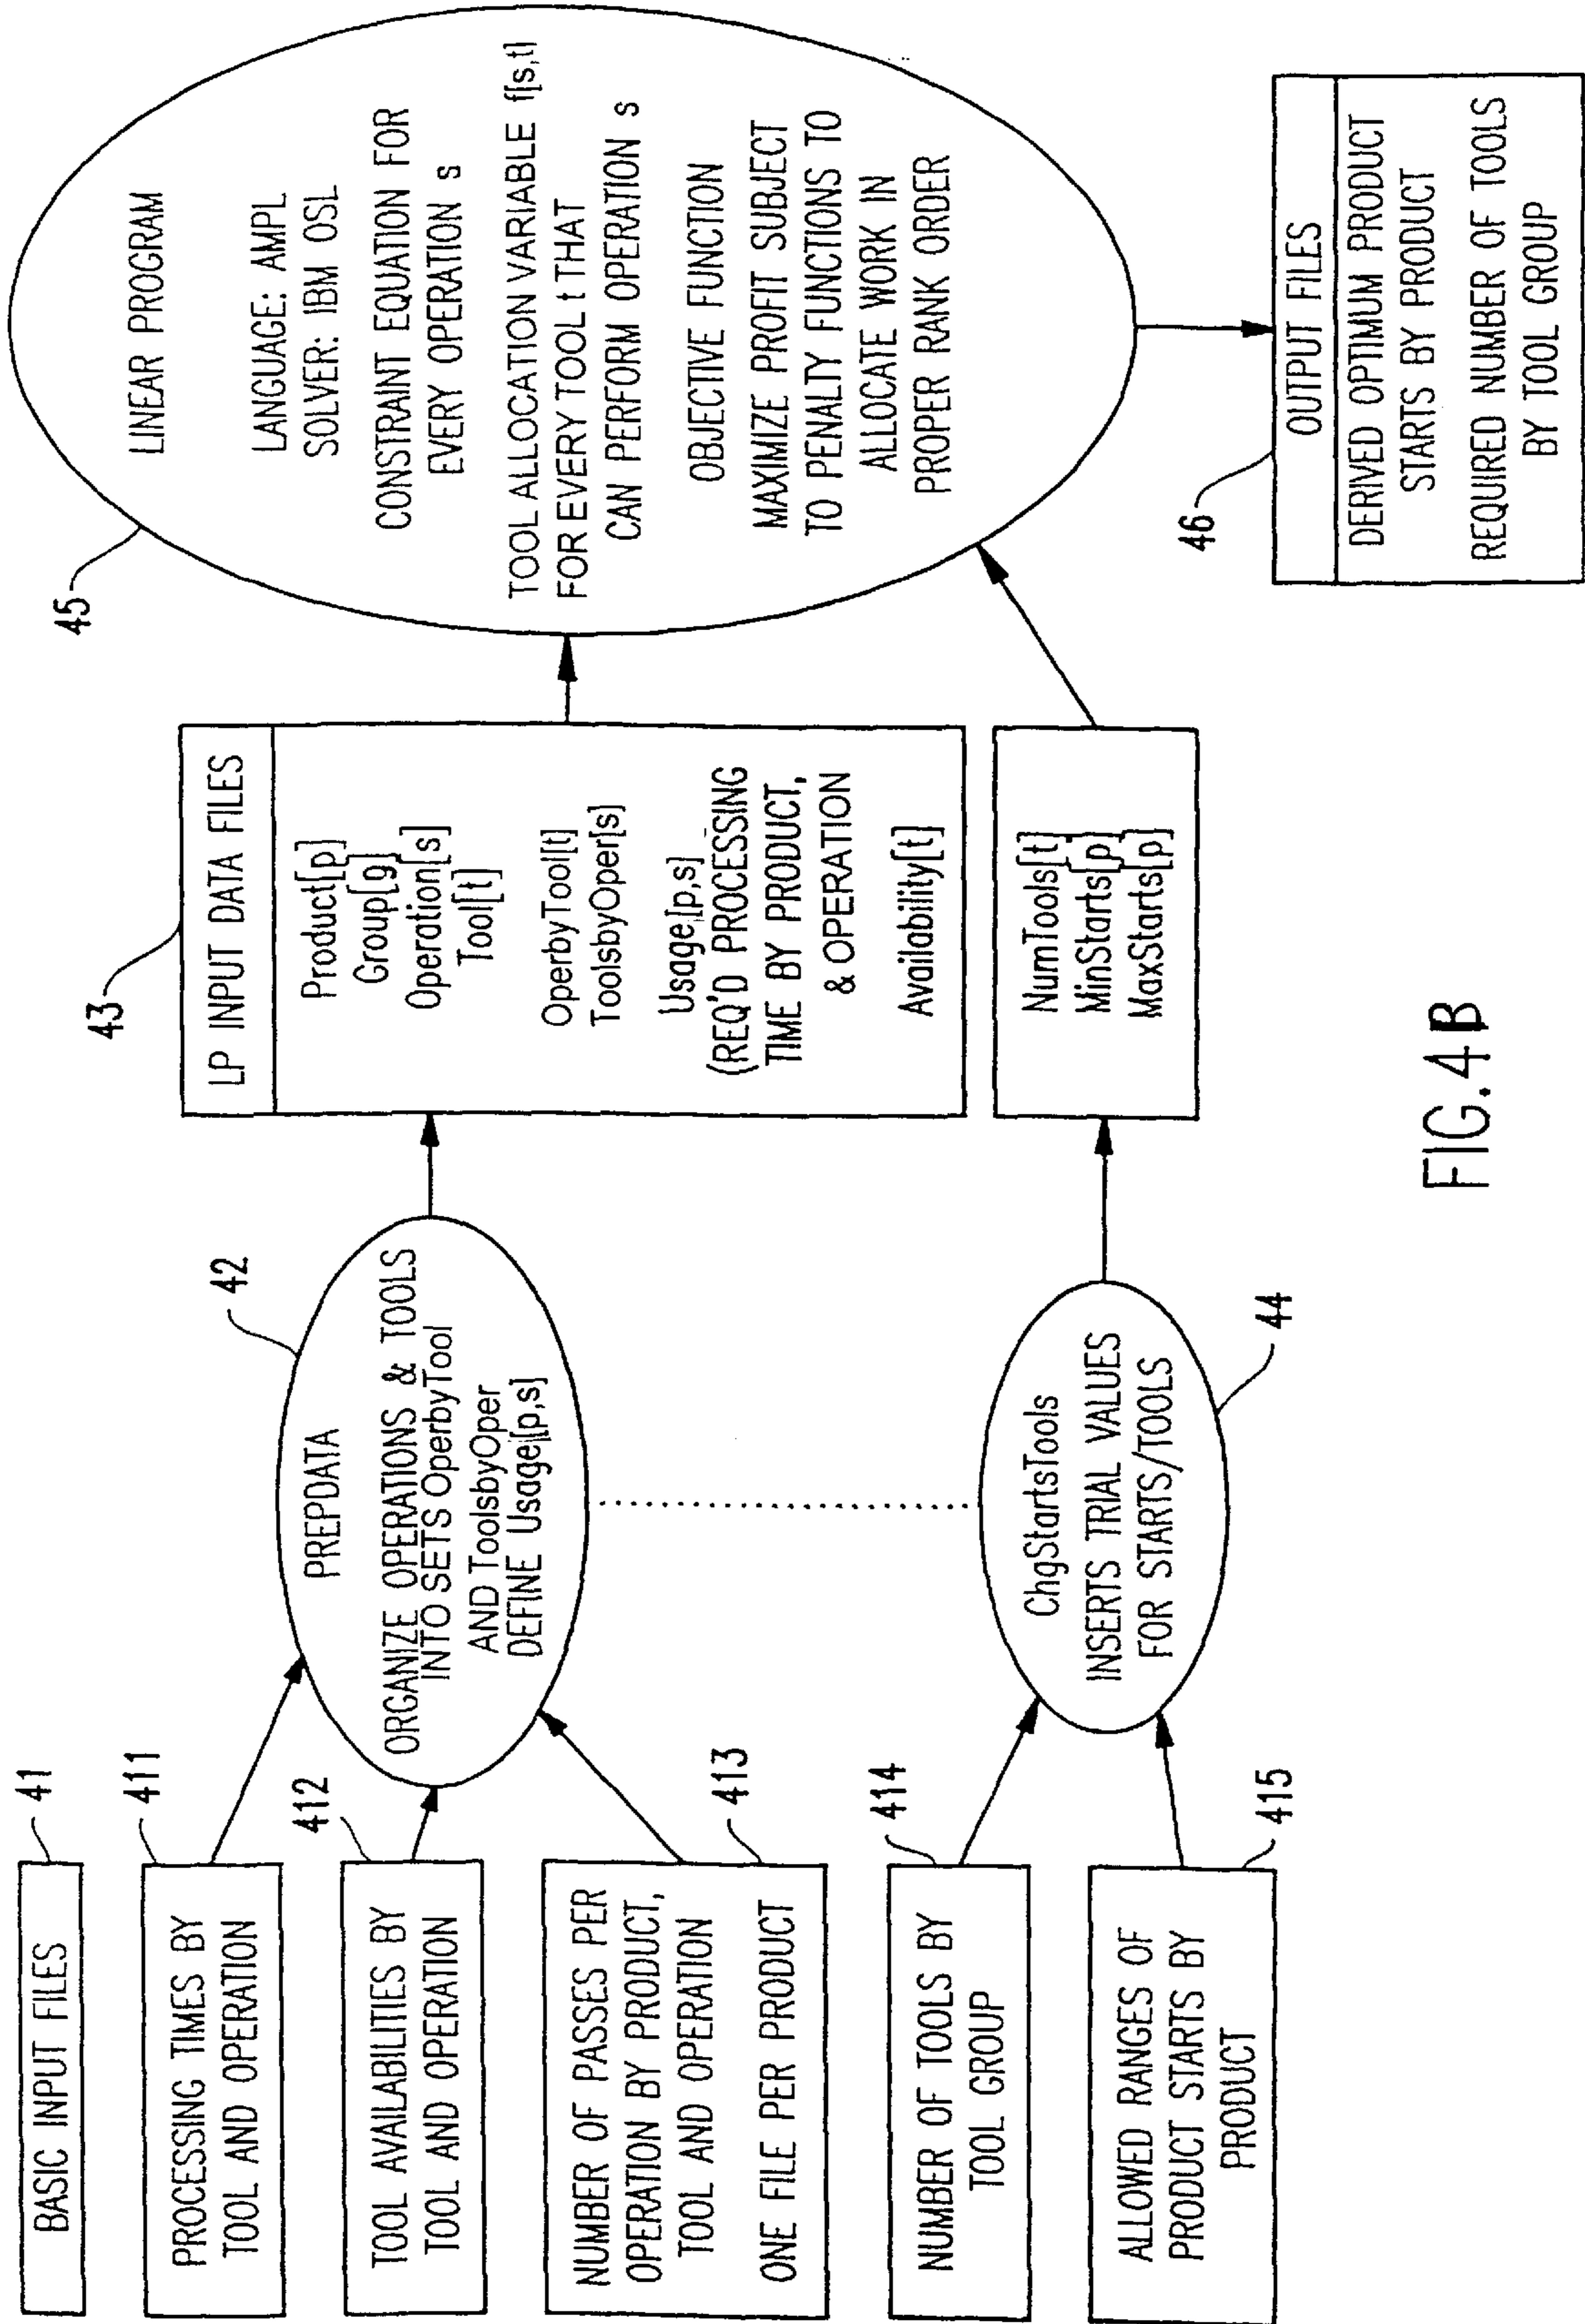 41
BASIC INPUT FILES
411
PROCESSING TIMES BY
TOOL AND OPERATION
412
TOOL AVAILABILITIES BY
TOOL AND OPERATION
NUMBER OF PASSES PER
OPERATION BY PRODUCT,
TOOL AND OPERATION
ONE FILE PER PRODUCT
413
414
NUMBER OF TOOLS BY
TOOL GROUP
ALLOWED RANGES OF
PRODUCT STARTS BY
PRODUCT
415
42
PREPDATA
ORGANIZE OPERATIONS & TOOLS
INTO SETS OperbyTool
AND ToolsbyOper
DEFINE Usage[p,s]
ChgStartsTools
INSERTS TRIAL VALUES
FOR STARTS/TOOLS
44
43
LP INPUT DATA FILES
Product[p]
Group[g]
Operation[s]
Tool[t]
OperbyTool[t]
ToolsbyOper[s]
Usage[p,s]
(REQ'D PROCESSING
TIME BY PRODUCT,
& OPERATION
Availability[t]
NumTools[t]
MinStarts[p]
MaxStarts[p]
45
LINEAR PROGRAM
LANGUAGE: AMPL
SOLVER: IBM OSL
CONSTRAINT EQUATION FOR
EVERY OPERATION s
TOOL ALLOCATION VARIABLE f[s,t]
FOR EVERY TOOL t THAT
CAN PERFORM OPERATION s
OBJECTIVE FUNCTION
MAXIMIZE PROFIT SUBJECT
TO PENALTY FUNCTIONS TO
ALLOCATE WORK IN
PROPER RANK ORDER
46
OUTPUT FILES
DERIVED OPTIMUM PRODUCT
STARTS BY PRODUCT
REQUIRED NUMBER OF TOOLS
BY TOOL GROUP
FIG.4B